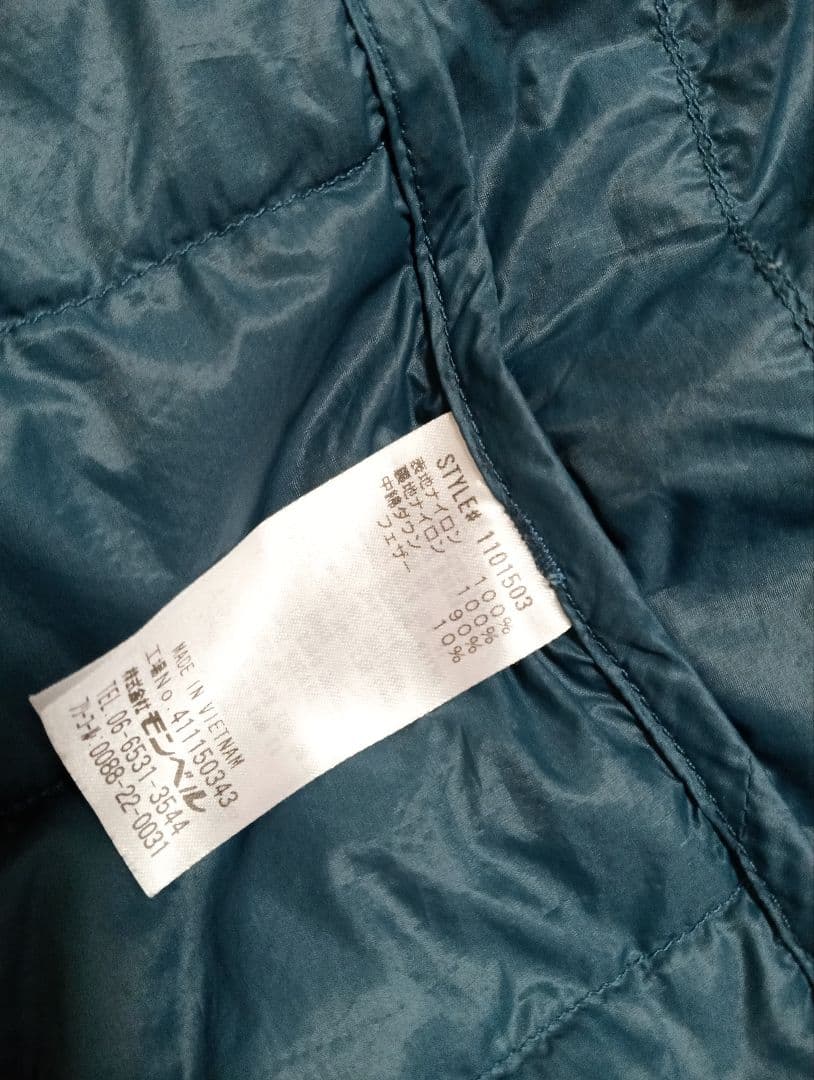 STYLE# 1101503
表地ナイロン 100%
裏地ナイロン 100%
中綿ダウン 90%
フェザー 10%
MADE IN VIETNAM
工場No.411150343
株式会社モンベル
TEL.06-6531-3544
フリーコール0088-22-0031